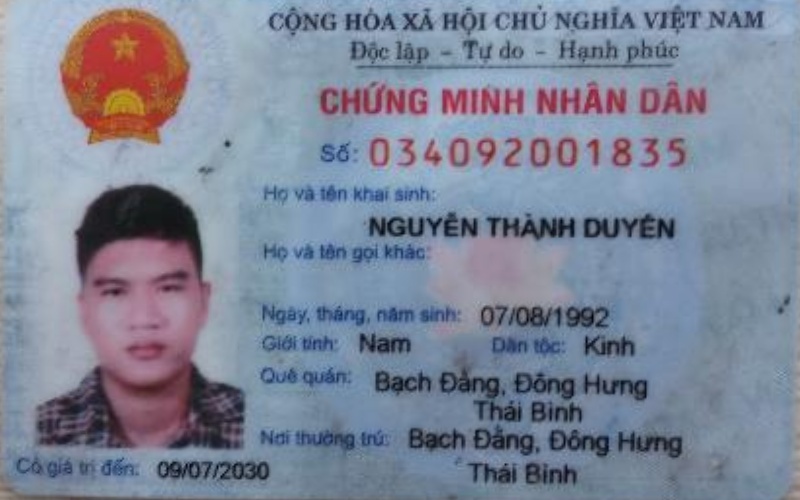 CỘNG HÒA XÃ HỘI CHỦ NGHĨA VIỆT NAM
Độc lập – Tự do – Hạnh phúc
CHỨNG MINH NHÂN DÂN
Số: 034092001835
Họ và tên khai sinh:
NGUYỄN THÀNH DUYÊN
Họ và tên gọi khác:
Ngày, tháng, năm sinh: 07/08/1992
Giới tính: Nam Dân tộc: Kinh
Quê quán: Bạch Đằng, Đông Hưng
Thái Bình
Nơi thường trú: Bạch Đằng, Đông Hưng
Thái Bình
Có giá trị đến: 09/07/2030